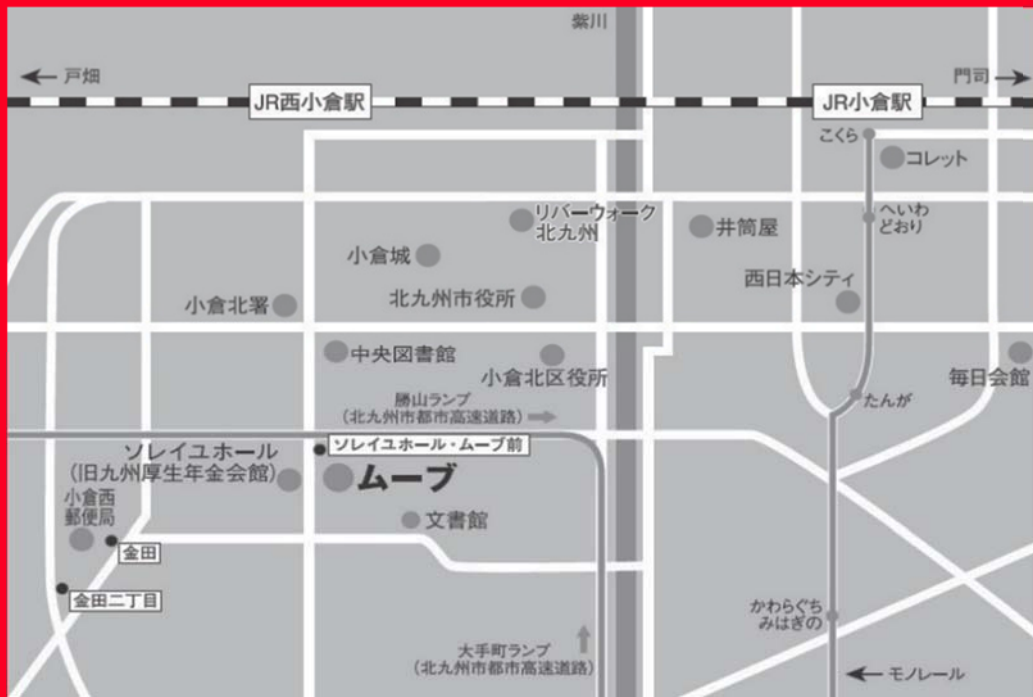 紫川
戸畑
門司
JR西小倉駅
JR小倉駅
こくら
コレット
リバーウォーク
北九州
井筒屋
へいわ
どおり
小倉城
西日本シティ
小倉北署
北九州市役所
中央図書館
小倉北区役所
毎日会館
勝山ランプ
(北九州市都市高速道路)
たんが
ソレイユホール
(旧九州厚生年金会館)
ソレイユホール・ムーブ前
ムーブ
小倉西
郵便局
文書館
金田
金田二丁目
かわらぐち
みはぎの
大手町ランプ
(北九州市都市高速道路)
モノレール